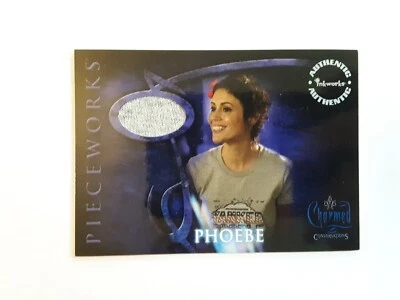 PIECEWORKS
AUTHENTIC
inkworks
AUTHENTIC
PHOEBE
Charmed
CONVERSATIONS